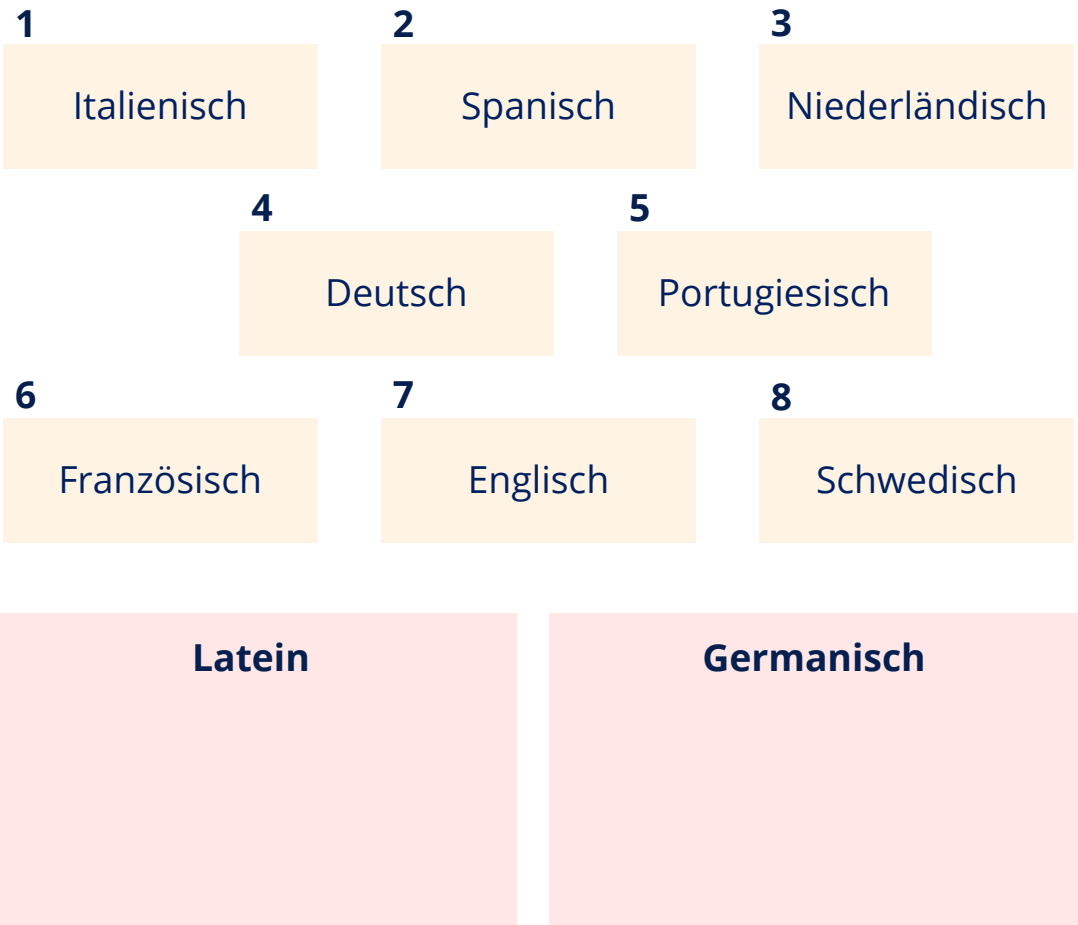 1
Italienisch
2
Spanisch
3
Niederländisch
4
Deutsch
5
Portugiesisch
6
Französisch
7
Englisch
8
Schwedisch
Latein
Germanisch